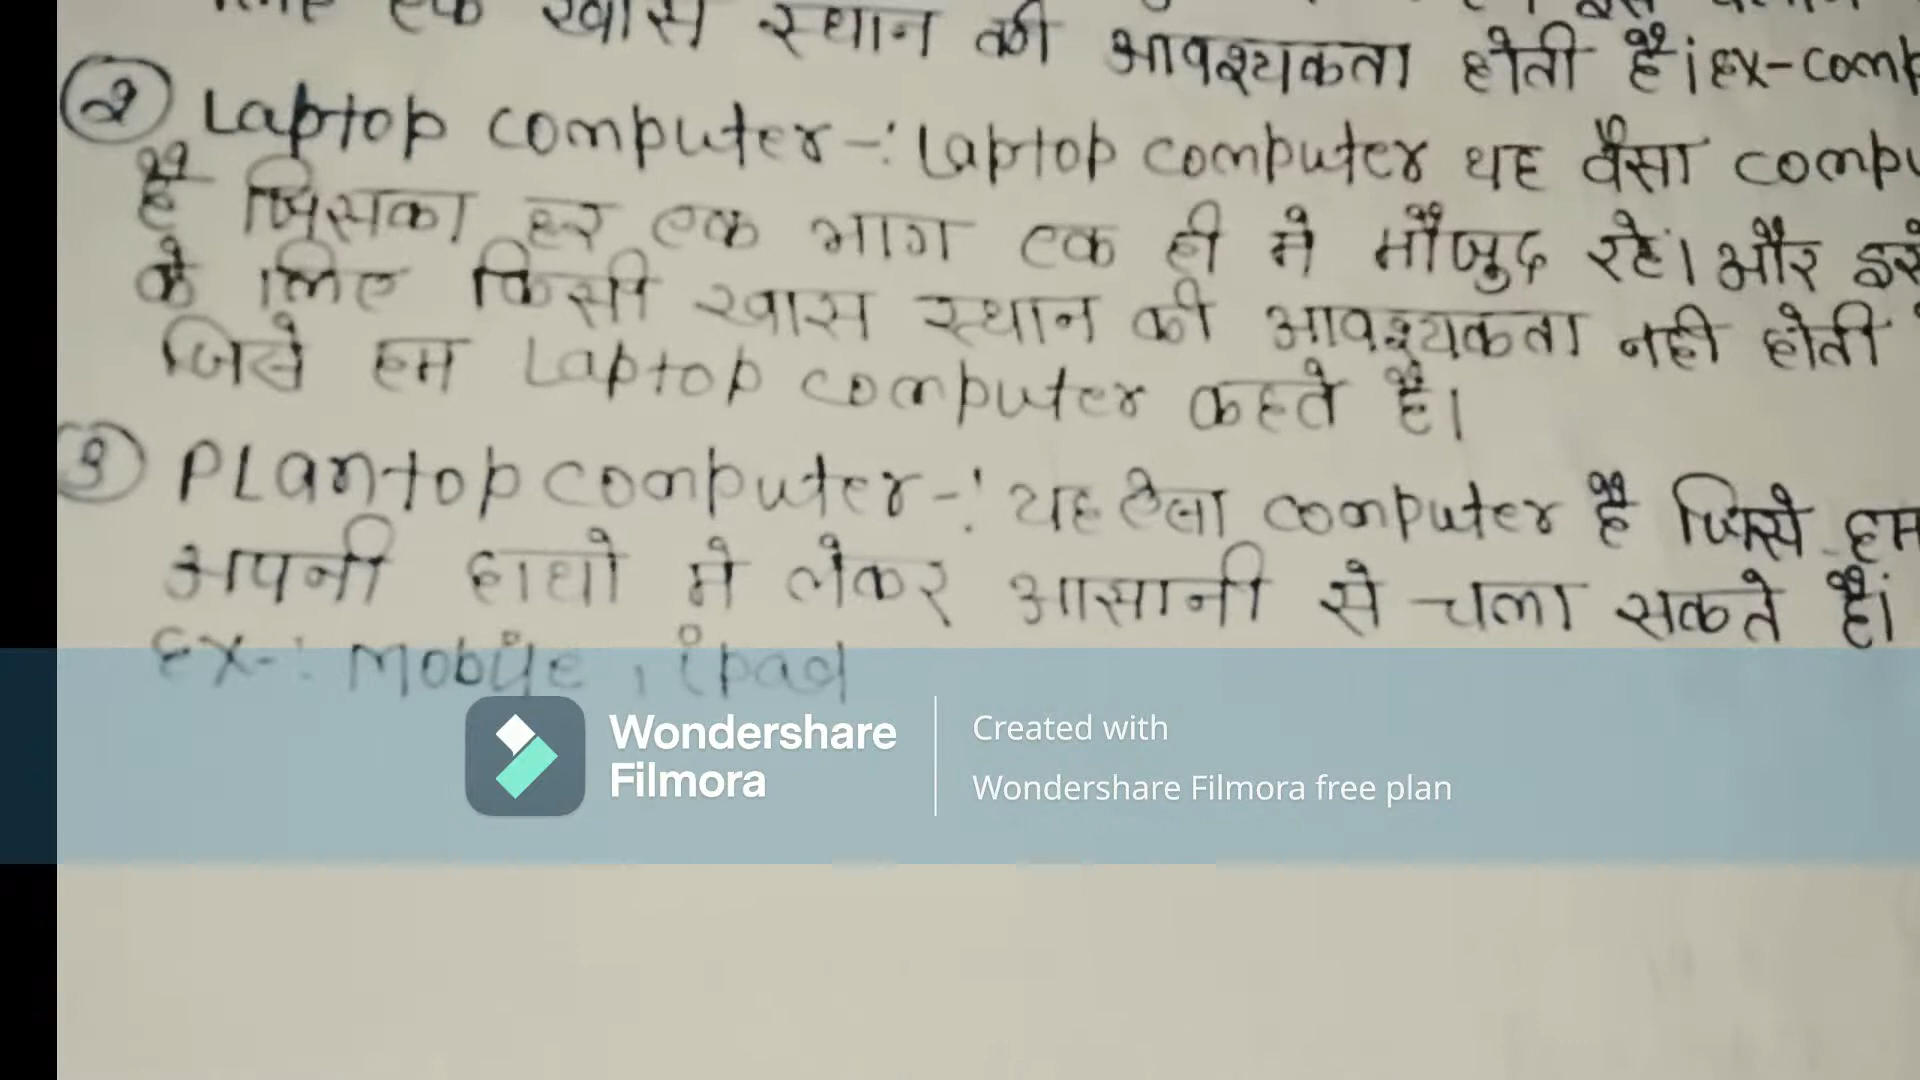 एक खास स्थान की आवश्यकता होती है। Ex-comp
② Laptop computer-: Laptop computer यह वैसा compu
है जिसका हर एक भाग एक ही मे मौजुद रहे। और इसे
के लिए किसी खास स्थान की आवश्यकता नही होती
जिसे हम Laptop computer कहते है।
③ PLamtop computer-: यह ऐसा computer है जिसे हम
अपनी हाथो मे लेकर आसानी से चला सकते है।
Ex-: Mobile, ipad
Wondershare
Filmora
Created with
Wondershare Filmora free plan